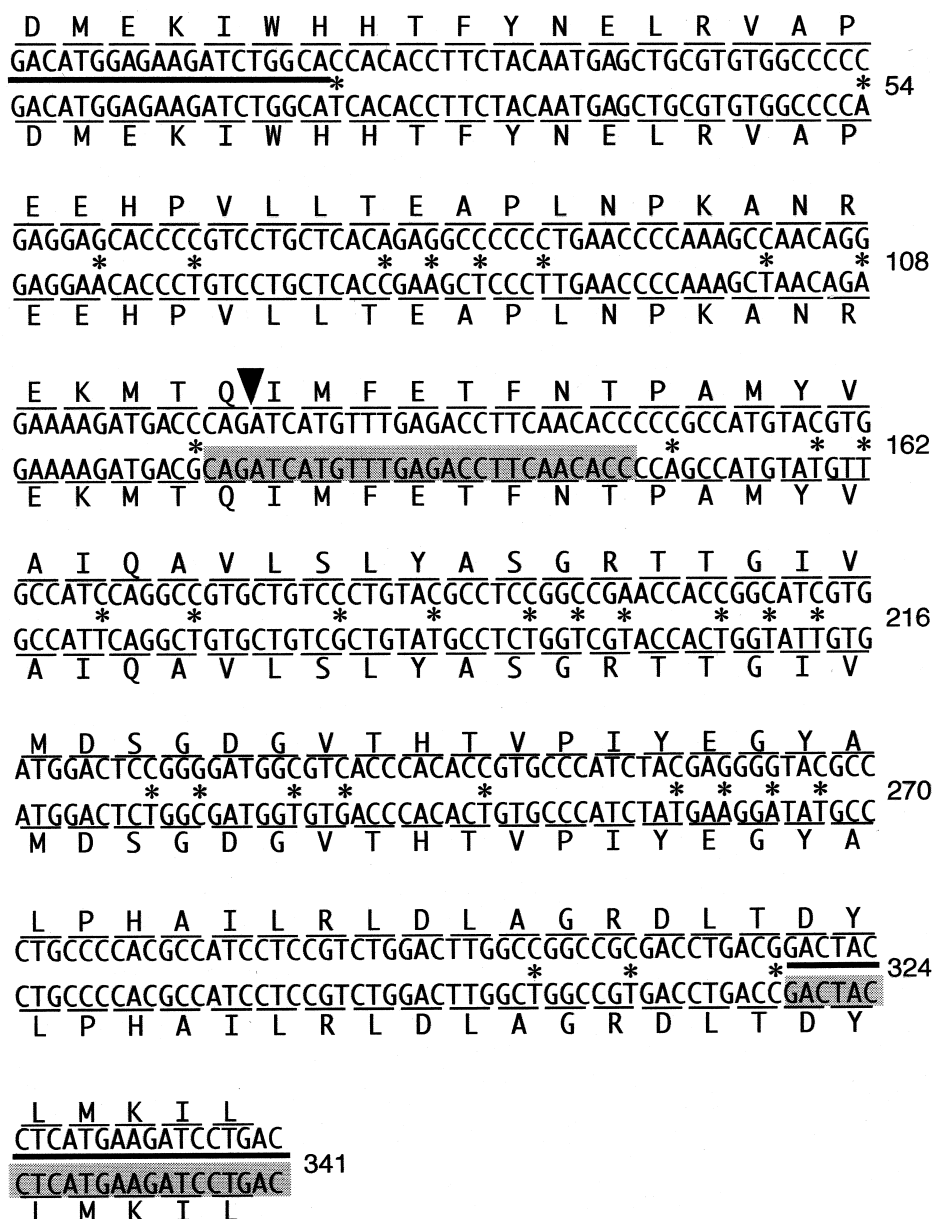 D M E K I W H H T F Y N E L R V A P
GACATGGAGAAGATCTGGCACCACACCTTCTACAATGAGCTGCGTGTGGCCCCC
* * 54
GACATGGAGAAGATCTGGCATCACACCTTCTACAATGAGCTGCGTGTGGCCCCA
D M E K I W H H T F Y N E L R V A P
E E H P V L L T E A P L N P K A N R
GAGGAGCACCCCGTCCTGCTCACAGAGGCCCCCCTGAACCCCAAAGCCAACAGG
* * * * * * * * 108
GAGGAACACCCTGTCCTGCTCACCGAAGCTCCCTTGAACCCCAAAGCTAACAGA
E E H P V L L T E A P L N P K A N R
E K M T Q I M F E T F N T P A M Y V
GAAAAGATGACCCAGATCATGTTTGAGACCTTCAACACCCCCGCCATGTACGTG
* * * * 162
GAAAAGATGACGCAGATCATGTTTGAGACCTTCAACACCCCAGCCATGTATGTT
E K M T Q I M F E T F N T P A M Y V
A I Q A V L S L Y A S G R T T G I V
GCCATCCAGGCCGTGCTGTCCCTGTACGCCTCCGGCCGAACCACCGGCATCGTG
* * * * * * * * * * 216
GCCATTCAGGCTGTGCTGTCGCTGTATGCCTCTGGTCGTACCACTGGTATTGTG
A I Q A V L S L Y A S G R T T G I V
M D S G D G V T H T V P I Y E G Y A
ATGGACTCCGGGGATGGCGTCACCCACACCGTGCCCATCTACGAGGGGTACGCC
* * * * * * * * * 270
ATGGACTCTGGCGATGGTGTGACCCACACTGTGCCCATCTATGAAGGATATGCC
M D S G D G V T H T V P I Y E G Y A
L P H A I L R L D L A G R D L T D Y
CTGCCCCACGCCATCCTCCGTCTGGACTTGGCCGGCCGCGACCTGACGGACTAC
* * * 324
CTGCCCCACGCCATCCTCCGTCTGGACTTGGCTGGCCGTGACCTGACCGACTAC
L P H A I L R L D L A G R D L T D Y
L M K I L
CTCATGAAGATCCTGAC
341
CTCATGAAGATCCTGAC
L M K I L